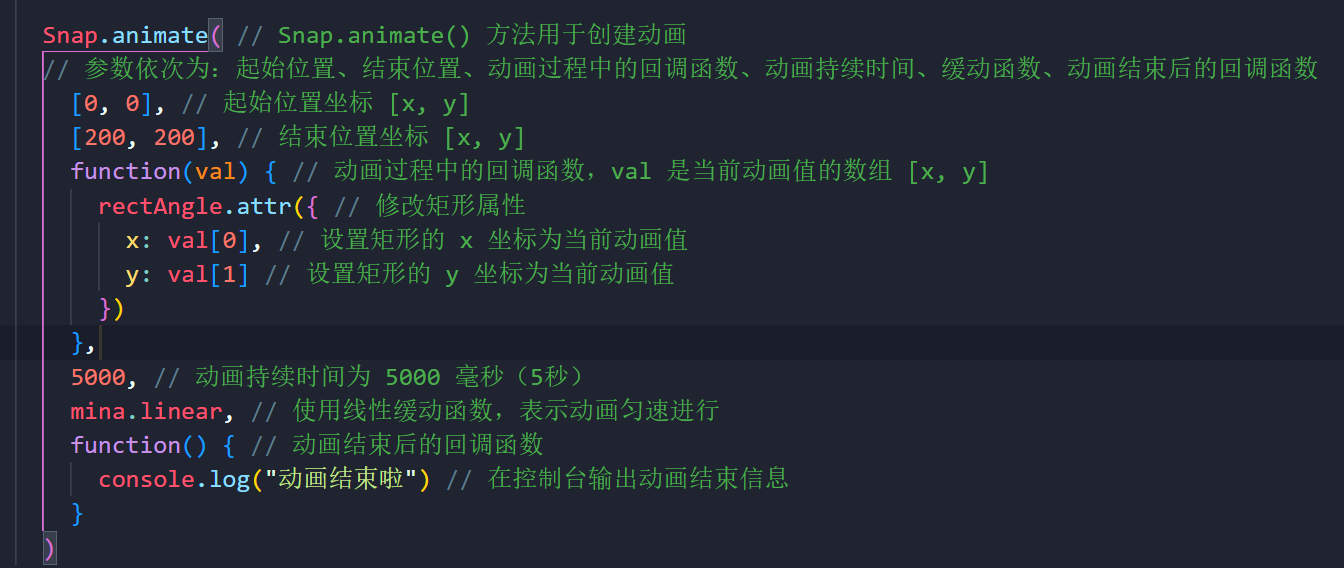 Snap.animate( // Snap.animate() 方法用于创建动画
// 参数依次为：起始位置、结束位置、动画过程中的回调函数、动画持续时间、缓动函数、动画结束后的回调函数
[0, 0], // 起始位置坐标 [x, y]
[200, 200], // 结束位置坐标 [x, y]
function(val) { // 动画过程中的回调函数，val 是当前动画值的数组 [x, y]
rectAngle.attr({ // 修改矩形属性
x: val[0], // 设置矩形的 x 坐标为当前动画值
y: val[1] // 设置矩形的 y 坐标为当前动画值
})
},
5000, // 动画持续时间为 5000 毫秒（5秒）
mina.linear, // 使用线性缓动函数，表示动画匀速进行
function() { // 动画结束后的回调函数
console.log("动画结束啦") // 在控制台输出动画结束信息
}
)